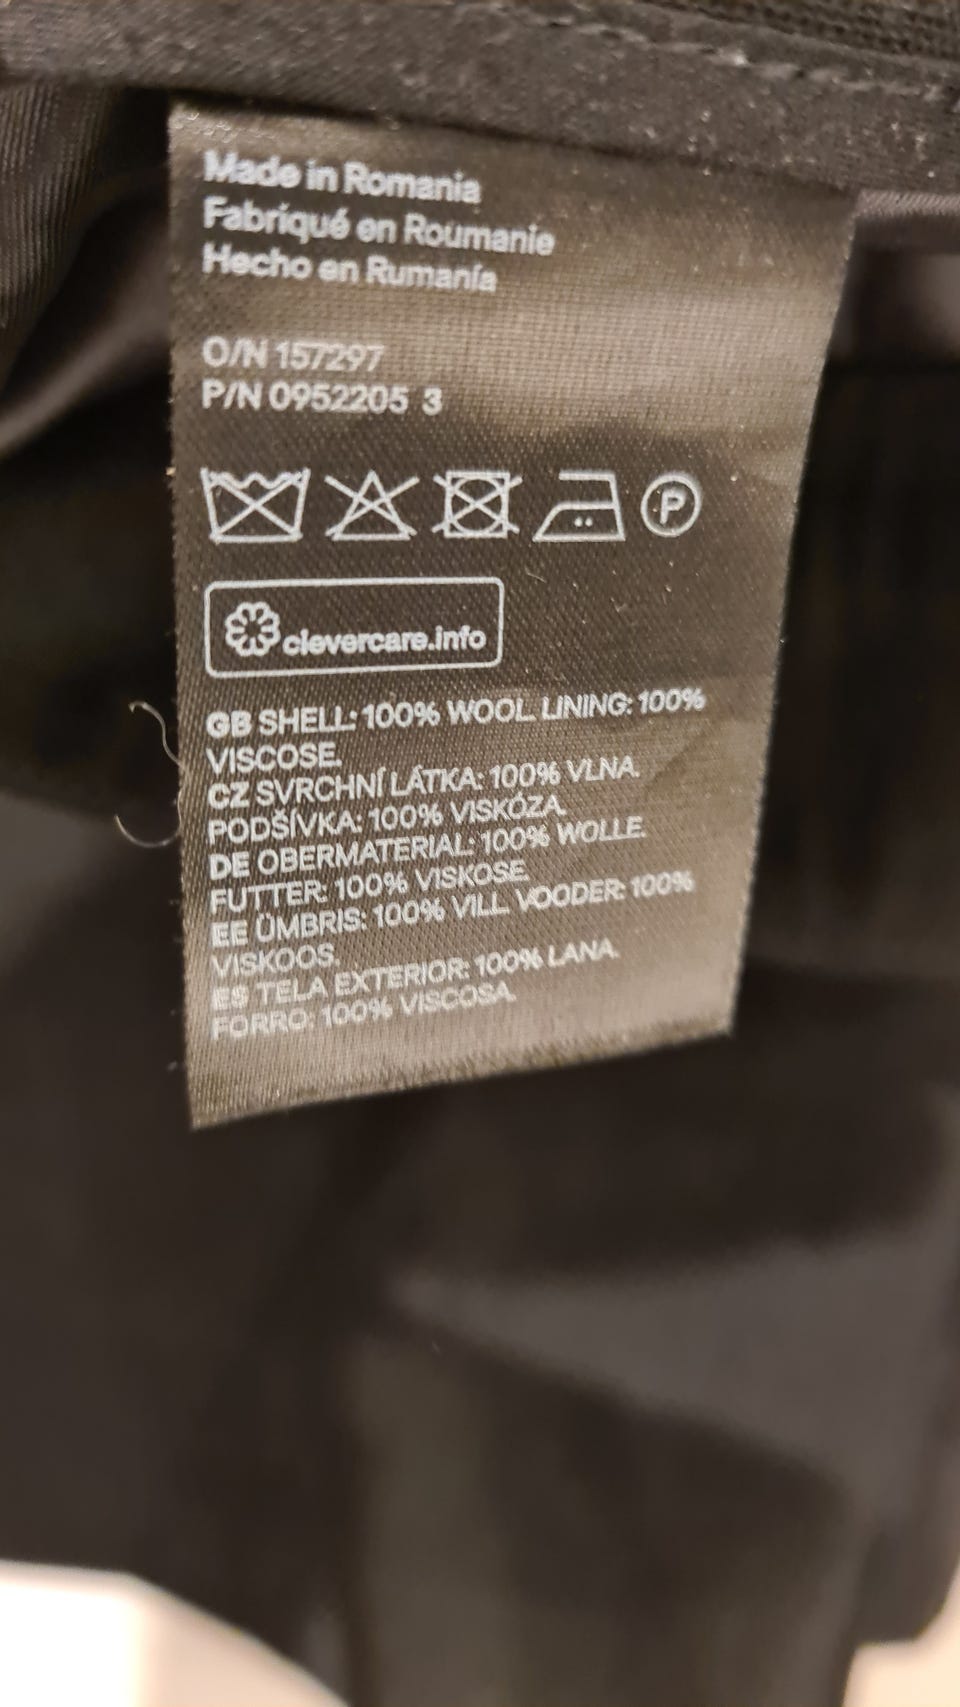 Made in Romania
Fabriqué en Roumanie
Hecho en Rumanía
O/N 157297
P/N 0952205 3
P
clevercare.info
GB SHELL: 100% WOOL. LINING: 100%
VISCOSE.
CZ SVRCHNÍ LÁTKA: 100% VLNA.
PODŠÍVKA: 100% VISKÓZA.
DE OBERMATERIAL: 100% WOLLE.
FUTTER: 100% VISKOSE.
EE ÜMBRIS: 100% VILL. VOODER: 100%
VISKOOS.
ES TELA EXTERIOR: 100% LANA.
FORRO: 100% VISCOSA.